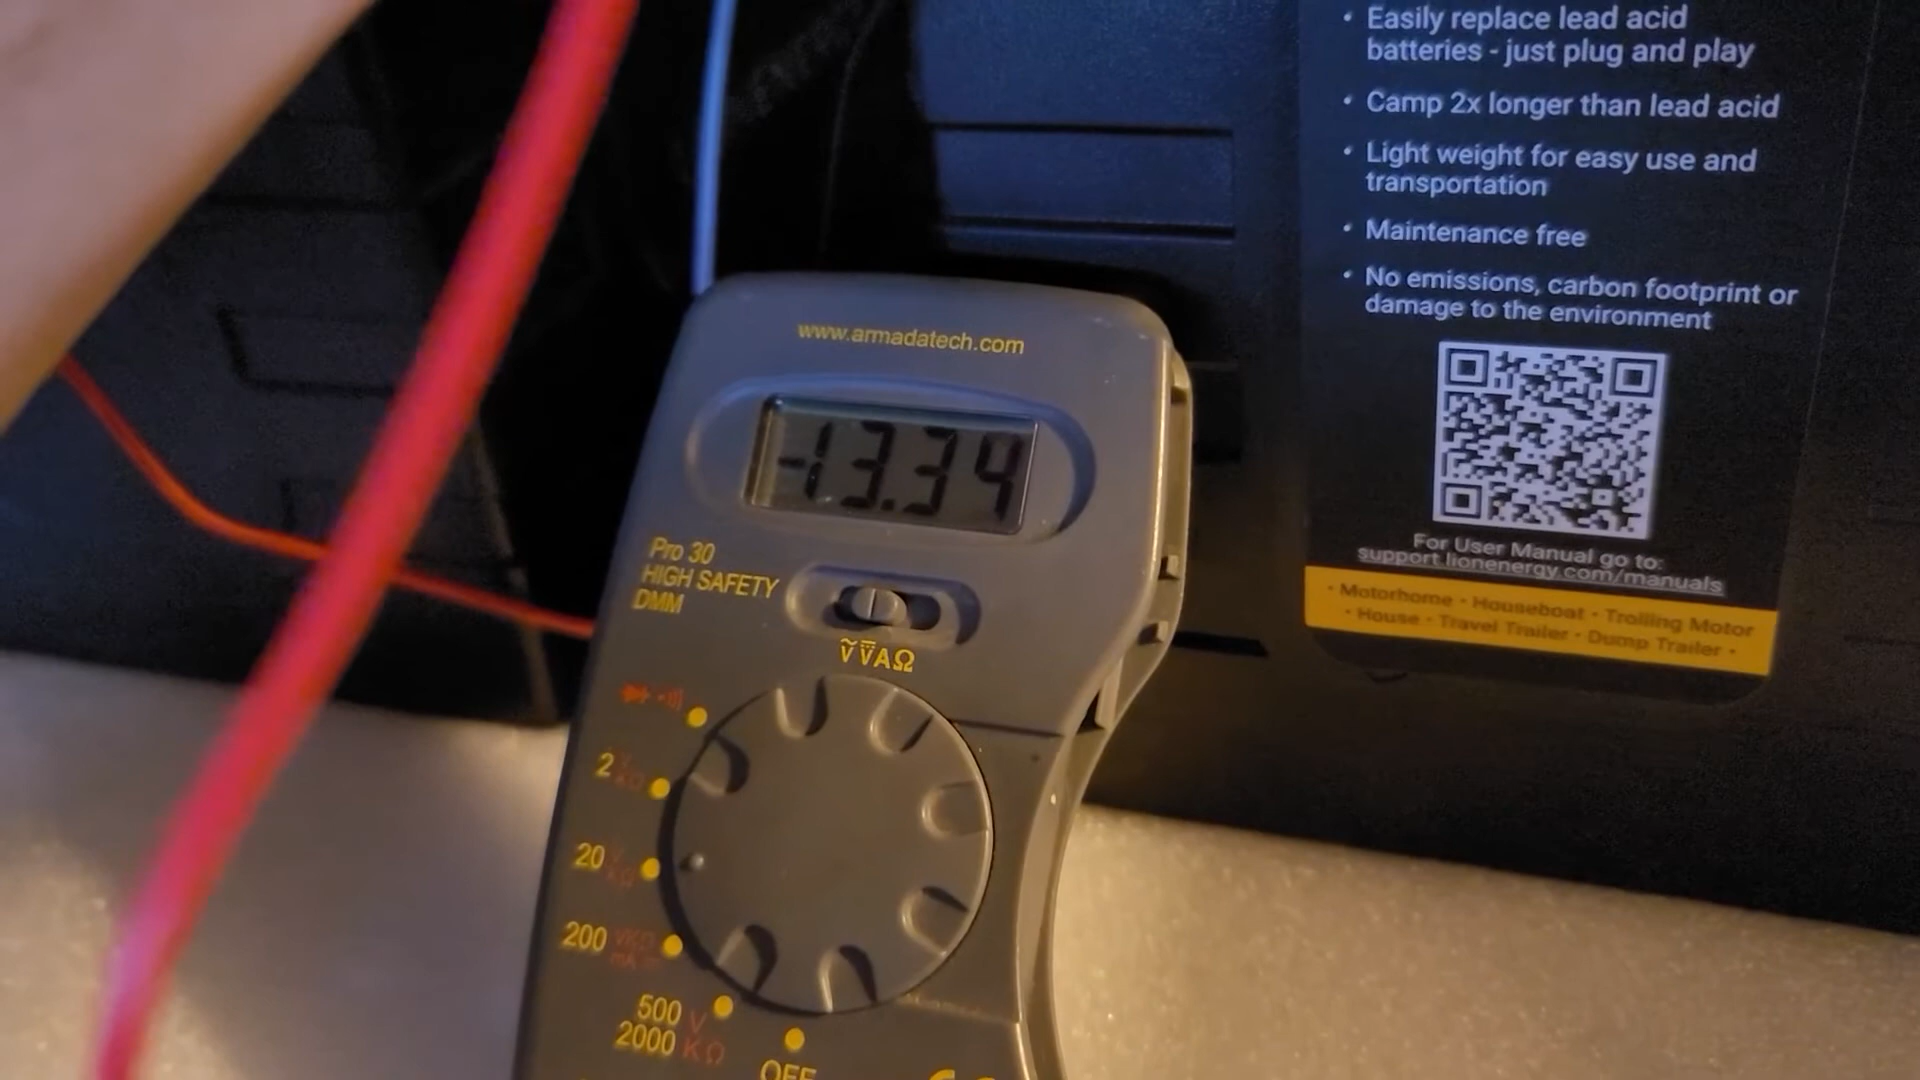 • Easily replace lead acid
batteries - just plug and play
• Camp 2x longer than lead acid
• Light weight for easy use and
transportation
• Maintenance free
• No emissions, carbon footprint or
damage to the environment
For User Manual go to:
support.lionenergy.com/manuals
• Motorhome • Houseboat • Trolling Motor
• House • Travel Trailer • Dump Trailer •
www.armadatech.com
-13.34
Pro 30
HIGH SAFETY
DMM
ṼV̅AΩ
2
20
200
500 V
2000 KΩ
OFF